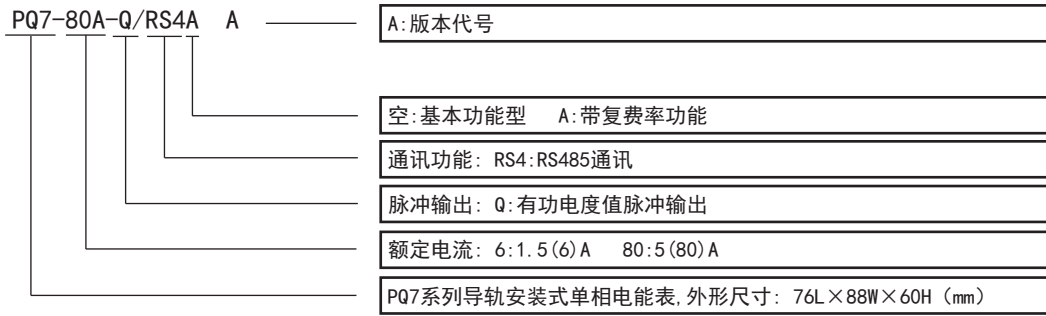 PQ7-80A-Q/RS4A A
A:版本代号
空:基本功能型 A:带复费率功能
通讯功能: RS4:RS485通讯
脉冲输出: Q:有功电度值脉冲输出
额定电流: 6:1.5(6)A 80:5(80)A
PQ7系列导轨安装式单相电能表,外形尺寸: 76L×88W×60H (mm)